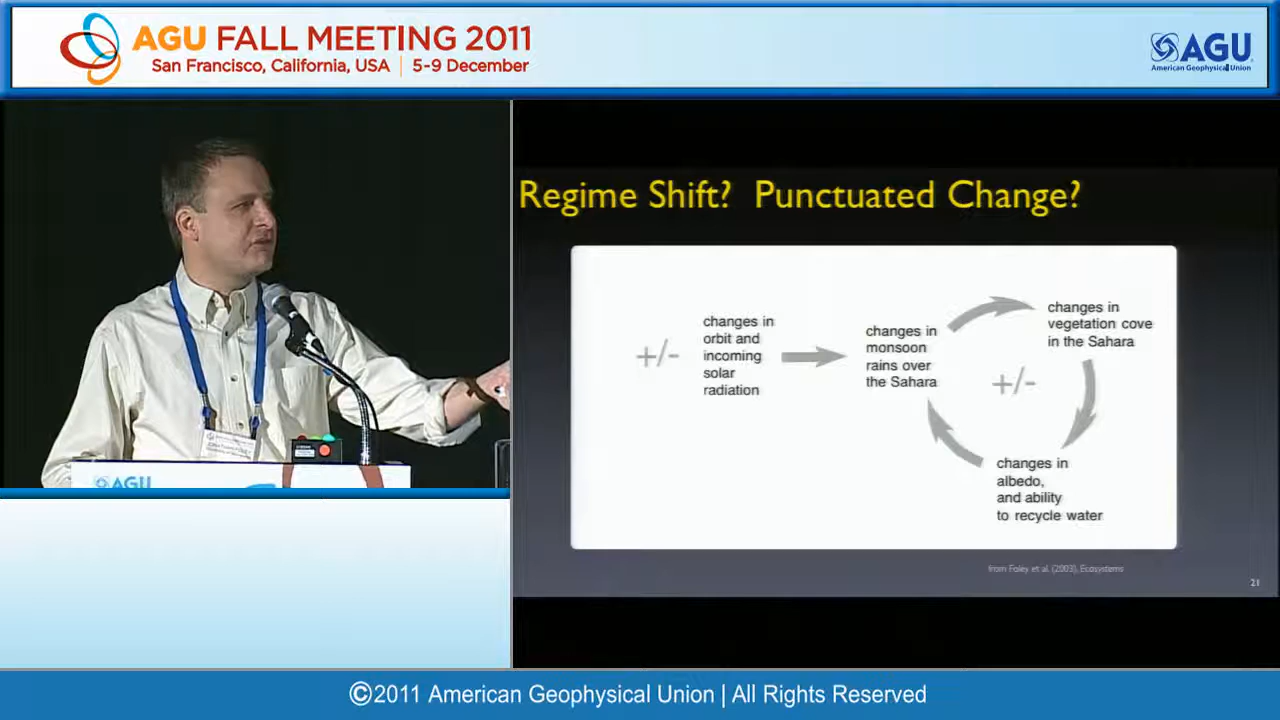 AGU FALL MEETING 2011
San Francisco, California, USA | 5-9 December
AGU
American Geophysical Union
Regime Shift? Punctuated Change?
+/-
changes in
orbit and
incoming
solar
radiation
changes in
monsoon
rains over
the Sahara
changes in
vegetation cove
in the Sahara
+/-
changes in
albedo,
and ability
to recycle water
from Foley et al. (2003), Ecosystems
21
AGU
©2011 American Geophysical Union | All Rights Reserved